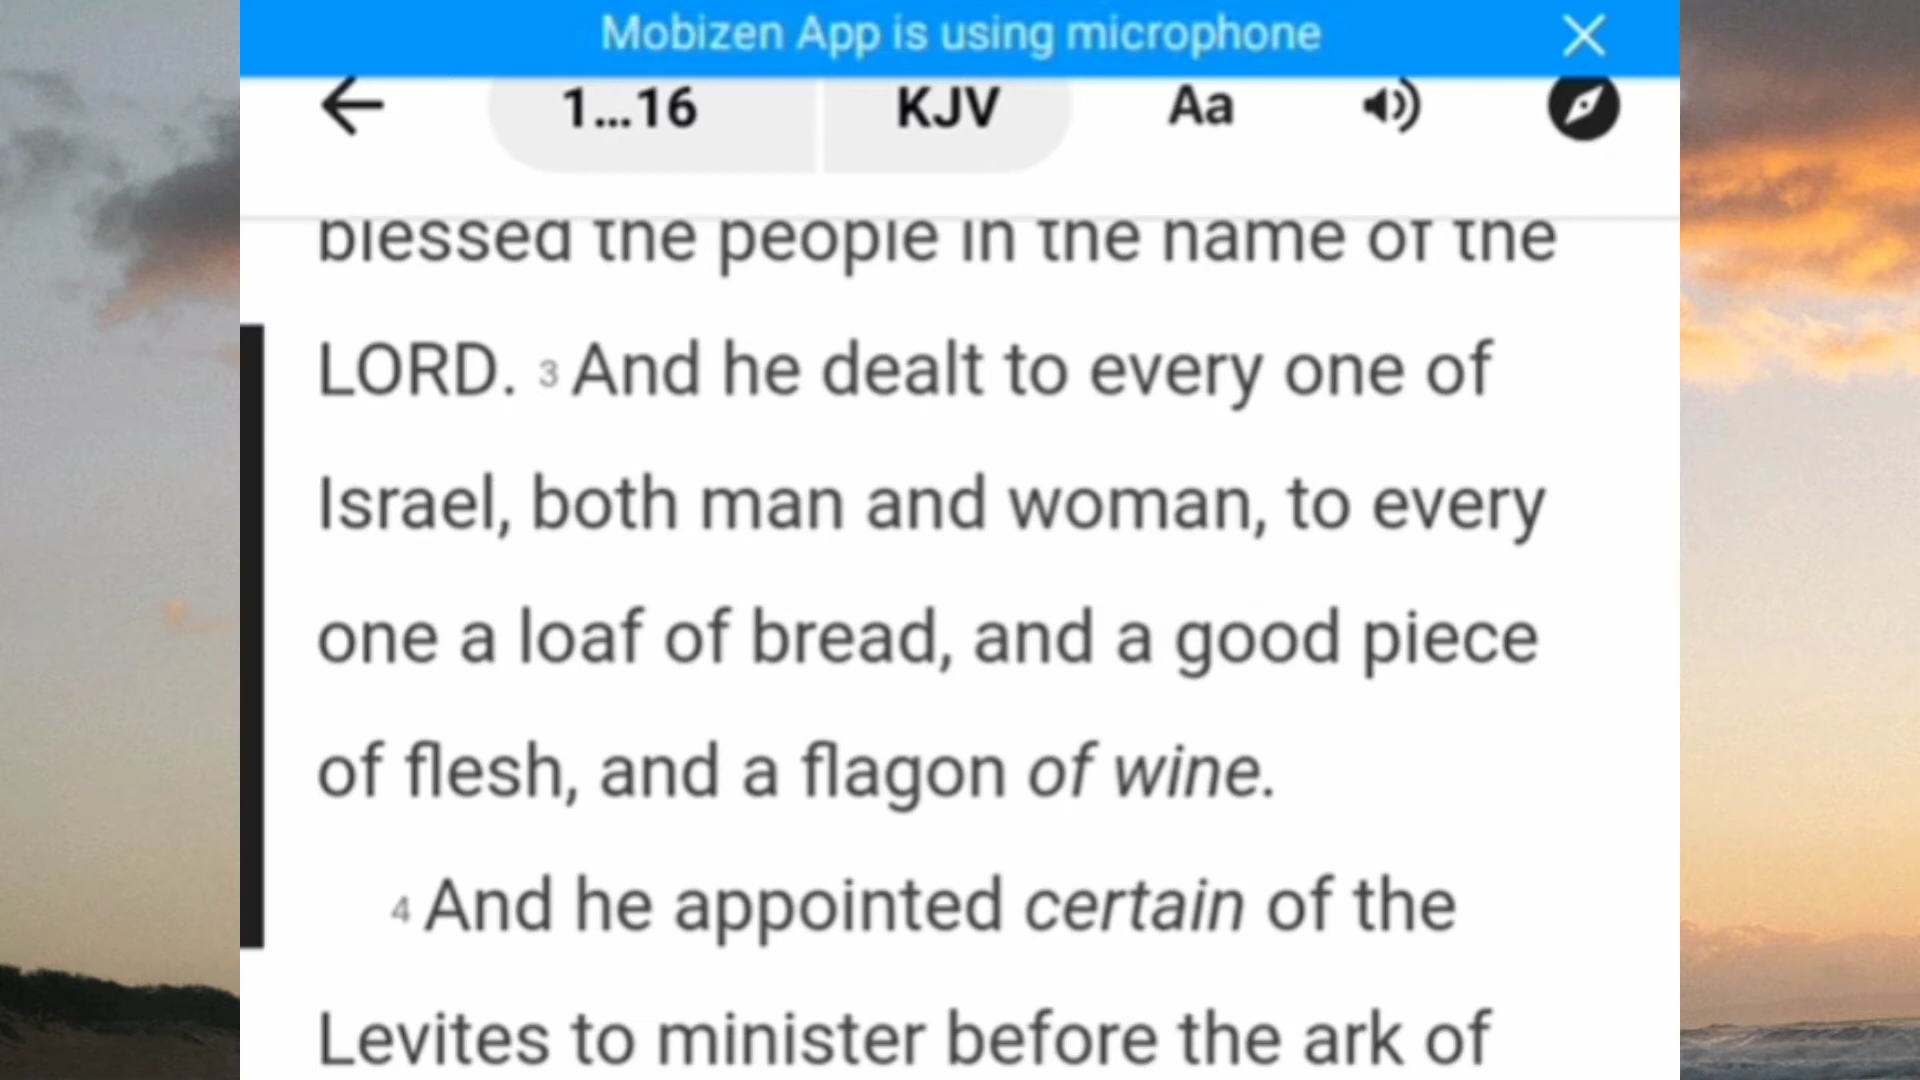 Mobizen App is using microphone
1...16 KJV Aa
blessed the people in the name of the
LORD. 3 And he dealt to every one of
Israel, both man and woman, to every
one a loaf of bread, and a good piece
of flesh, and a flagon of wine.
4 And he appointed certain of the
Levites to minister before the ark of